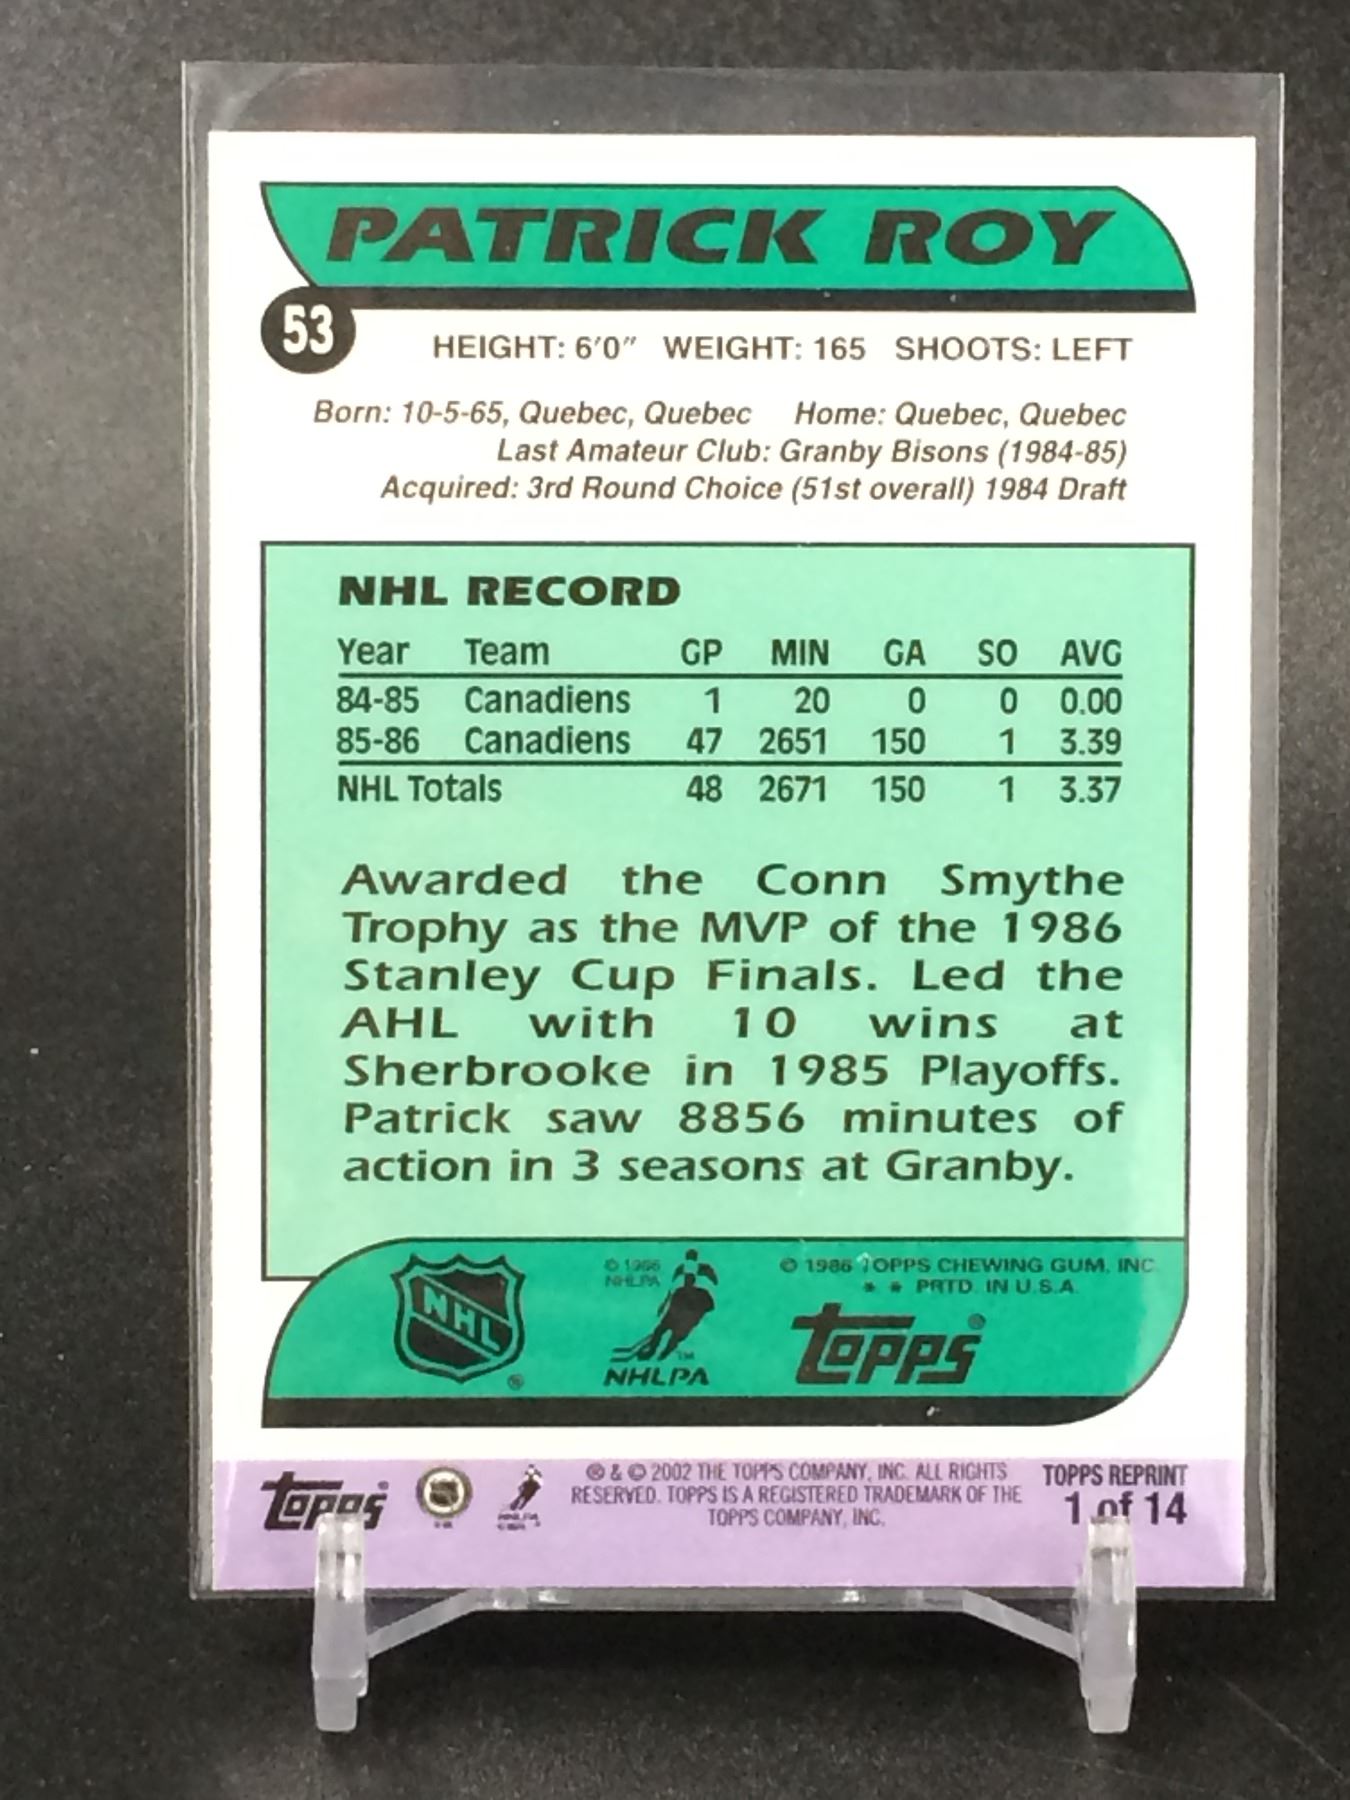 PATRICK ROY
53
HEIGHT: 6'0" WEIGHT: 165 SHOOTS: LEFT
Born: 10-5-65, Quebec, Quebec Home: Quebec, Quebec
Last Amateur Club: Granby Bisons (1984-85)
Acquired: 3rd Round Choice (51st overall) 1984 Draft
NHL RECORD
Year Team GP MIN GA SO AVG
84-85 Canadiens 1 20 0 0 0.00
85-86 Canadiens 47 2651 150 1 3.39
NHL Totals 48 2671 150 1 3.37
Awarded the Conn Smythe
Trophy as the MVP of the 1986
Stanley Cup Finals. Led the
AHL with 10 wins at
Sherbrooke in 1985 Playoffs.
Patrick saw 8856 minutes of
action in 3 seasons at Granby.
NHL ®
© 1986
NHLPA
™
NHLPA
© 1986 TOPPS CHEWING GUM, INC.
* * PRTD. IN U.S.A.
topps ®
topps ®
® & © 2002 THE TOPPS COMPANY, INC. ALL RIGHTS
RESERVED. TOPPS IS A REGISTERED TRADEMARK OF THE
TOPPS COMPANY, INC.
TOPPS REPRINT
1 of 14